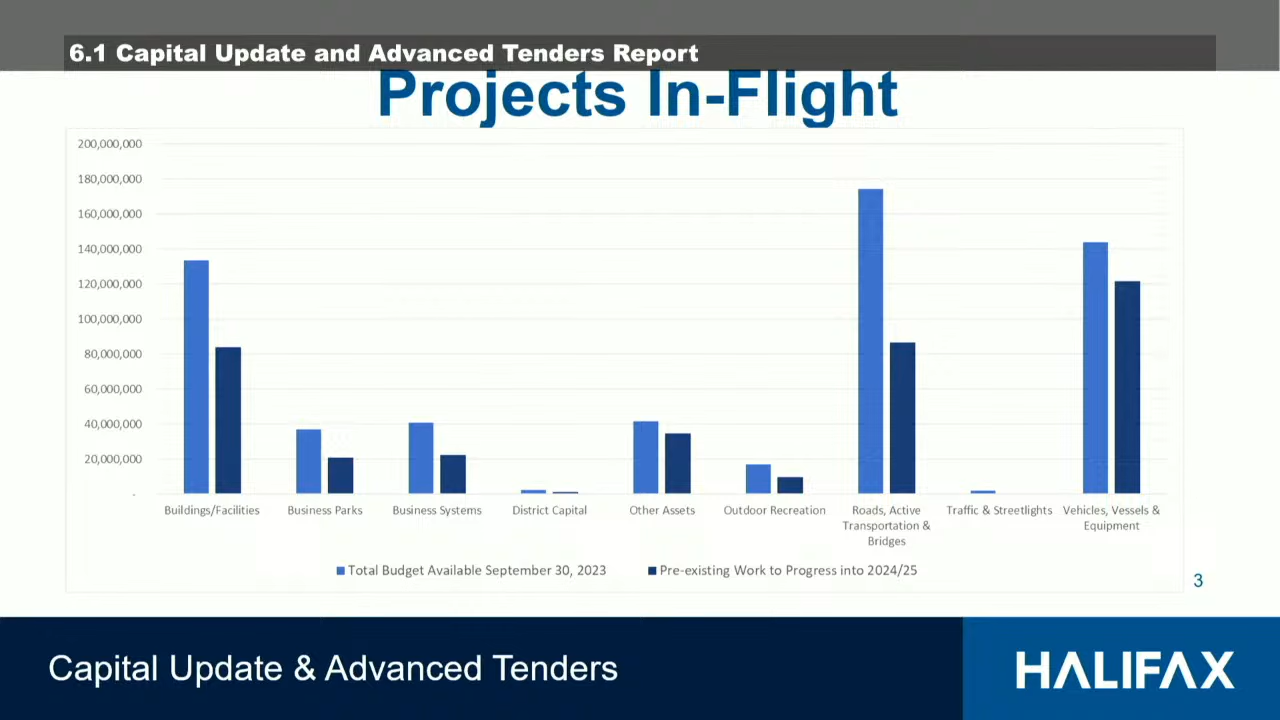 6.1 Capital Update and Advanced Tenders Report
Projects In-Flight
200,000,000
180,000,000
160,000,000
140,000,000
120,000,000
100,000,000
80,000,000
60,000,000
40,000,000
20,000,000
-
Buildings/Facilities
Business Parks
Business Systems
District Capital
Other Assets
Outdoor Recreation
Roads, Active
Transportation &
Bridges
Traffic & Streetlights
Vehicles, Vessels &
Equipment
Total Budget Available September 30, 2023
Pre-existing Work to Progress into 2024/25
3
Capital Update & Advanced Tenders
HALIFAX